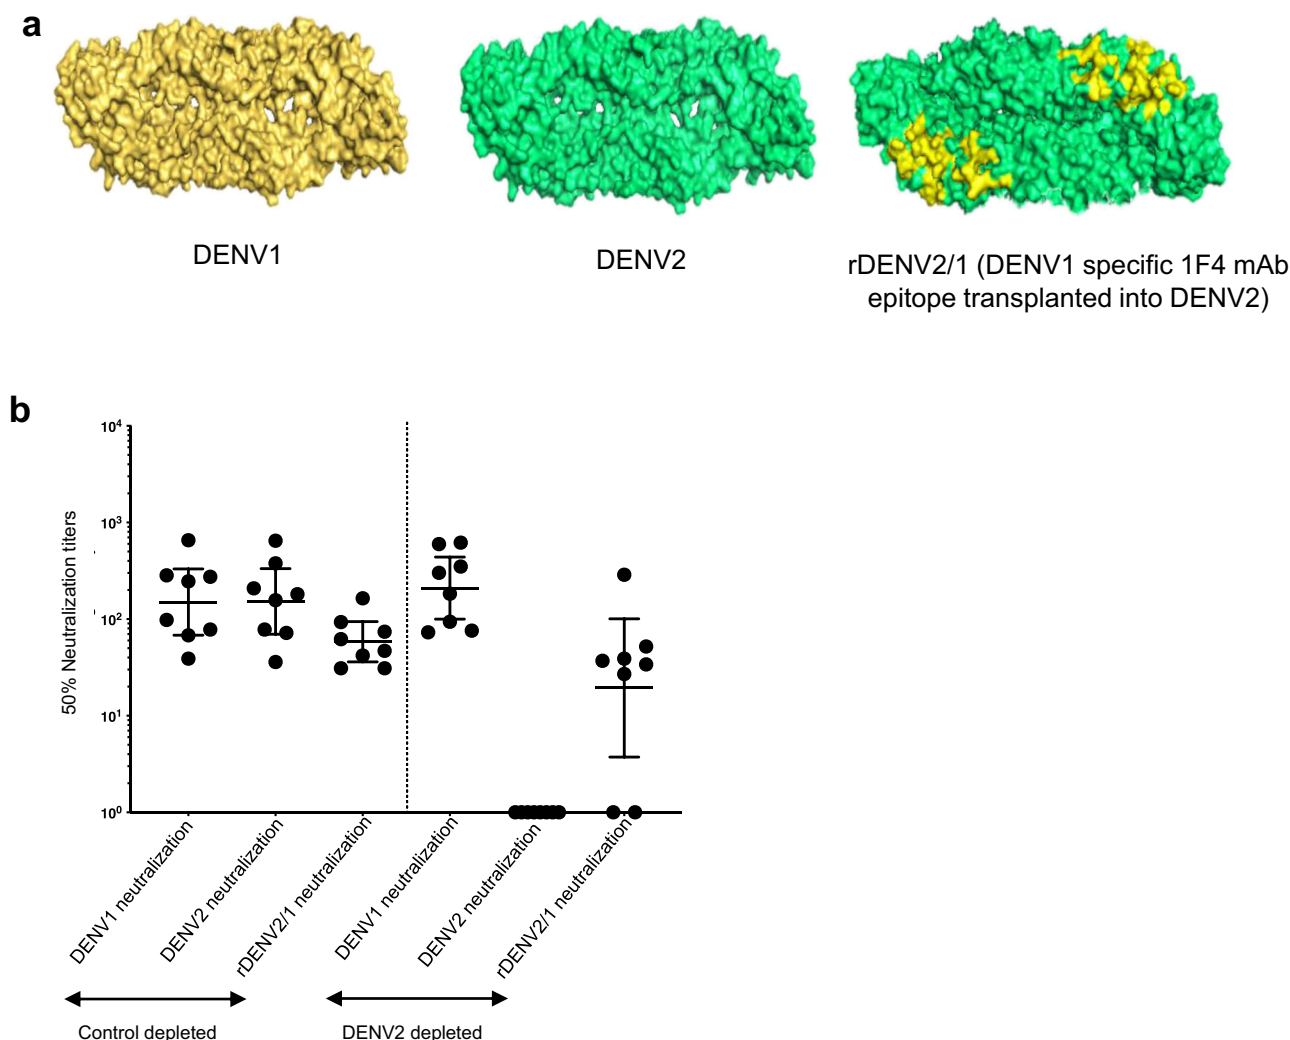 a
DENV1
DENV2
rDENV2/1 (DENV1 specific 1F4 mAb
epitope transplanted into DENV2)
b
50% Neutralization titers
10⁴
10³
10²
10¹
10⁰
DENV1 neutralization
DENV2 neutralization
rDENV2/1 neutralization
DENV1 neutralization
DENV2 neutralization
rDENV2/1 neutralization
Control depleted
DENV2 depleted